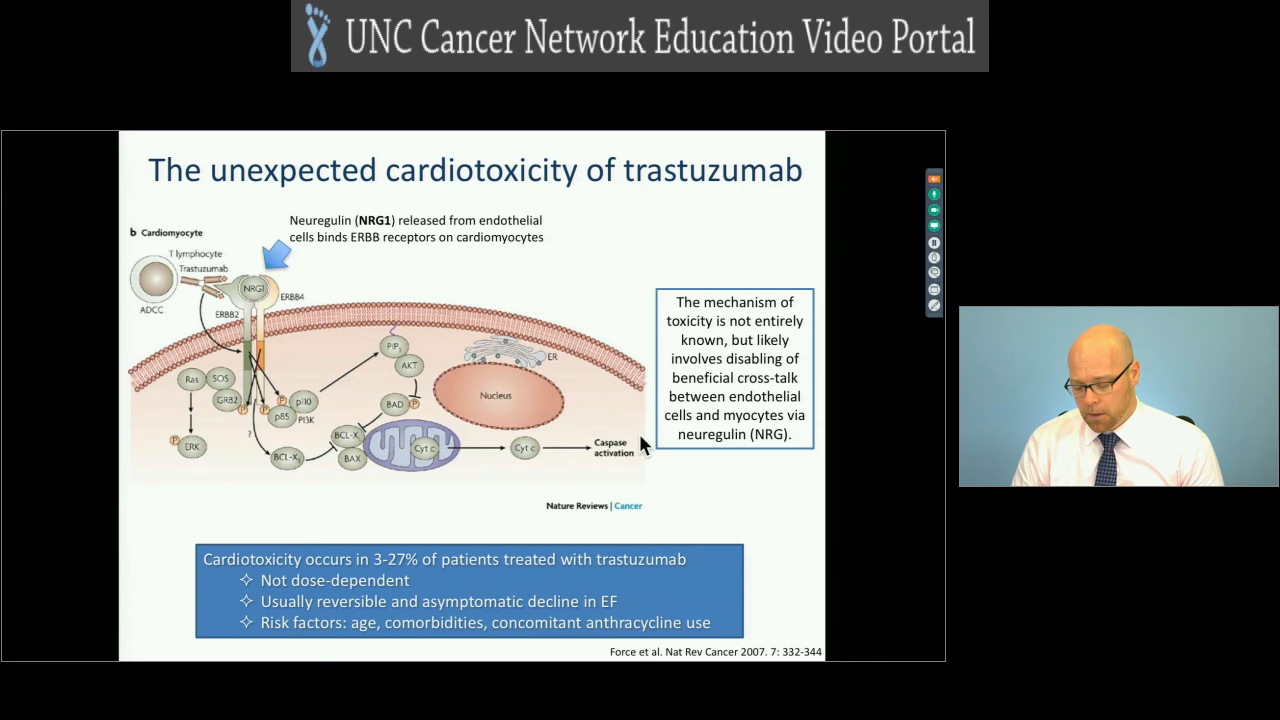 UNC Cancer Network Education Video Portal
The unexpected cardiotoxicity of trastuzumab
Neuregulin (NRG1) released from endothelial
cells binds ERBB receptors on cardiomyocytes
b Cardiomyocyte
T lymphocyte
Trastuzumab
NRG1
ERBB4
ADCC
ERBB2
PIP3
ER
AKT
Ras
SOS
GRB2
P
P
P
p110
p85
PI3K
BAD
P
Nucleus
P
ERK
?
BCL-X
BCL-XS
BAX
Cyt c
Cyt c
Caspase
activation
The mechanism of
toxicity is not entirely
known, but likely
involves disabling of
beneficial cross-talk
between endothelial
cells and myocytes via
neuregulin (NRG).
Nature Reviews | Cancer
Cardiotoxicity occurs in 3-27% of patients treated with trastuzumab
✧ Not dose-dependent
✧ Usually reversible and asymptomatic decline in EF
✧ Risk factors: age, comorbidities, concomitant anthracycline use
Force et al. Nat Rev Cancer 2007. 7: 332-344